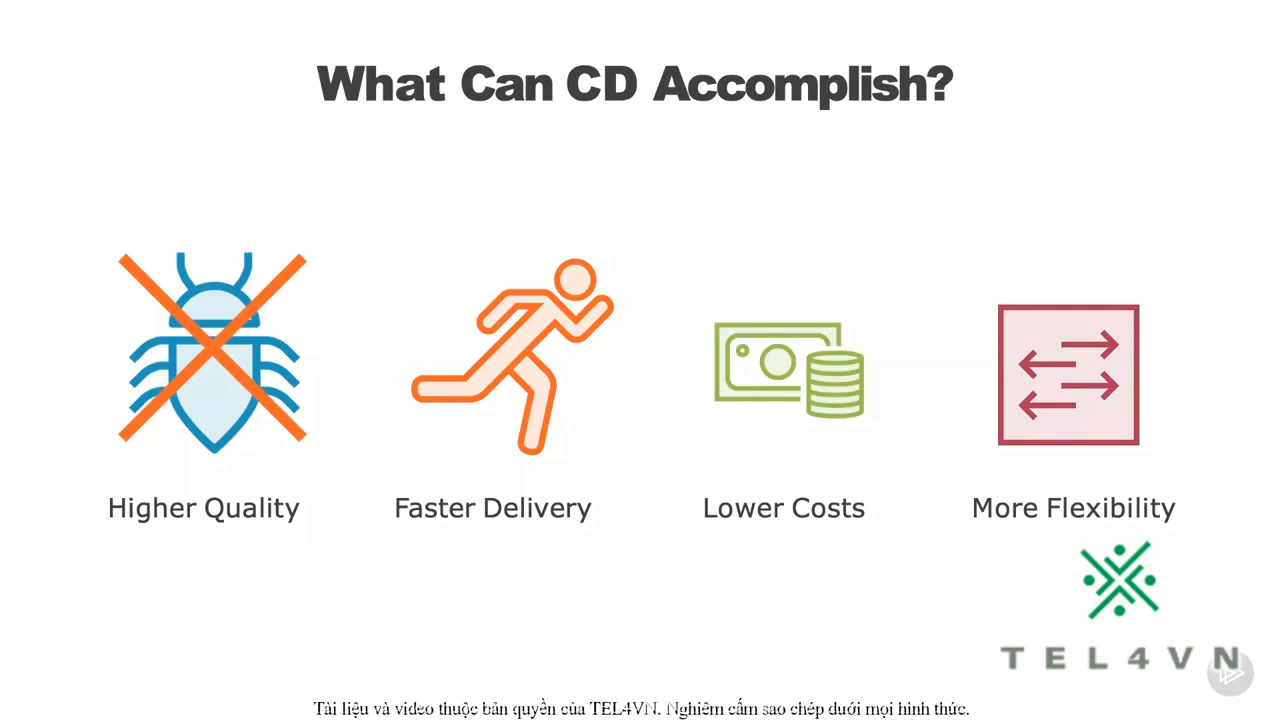 What Can CD Accomplish?
Higher Quality
Faster Delivery
Lower Costs
More Flexibility
TEL4VN
Tài liệu và video thuộc bản quyền của TEL4VN. Nghiêm cấm sao chép dưới mọi hình thức.